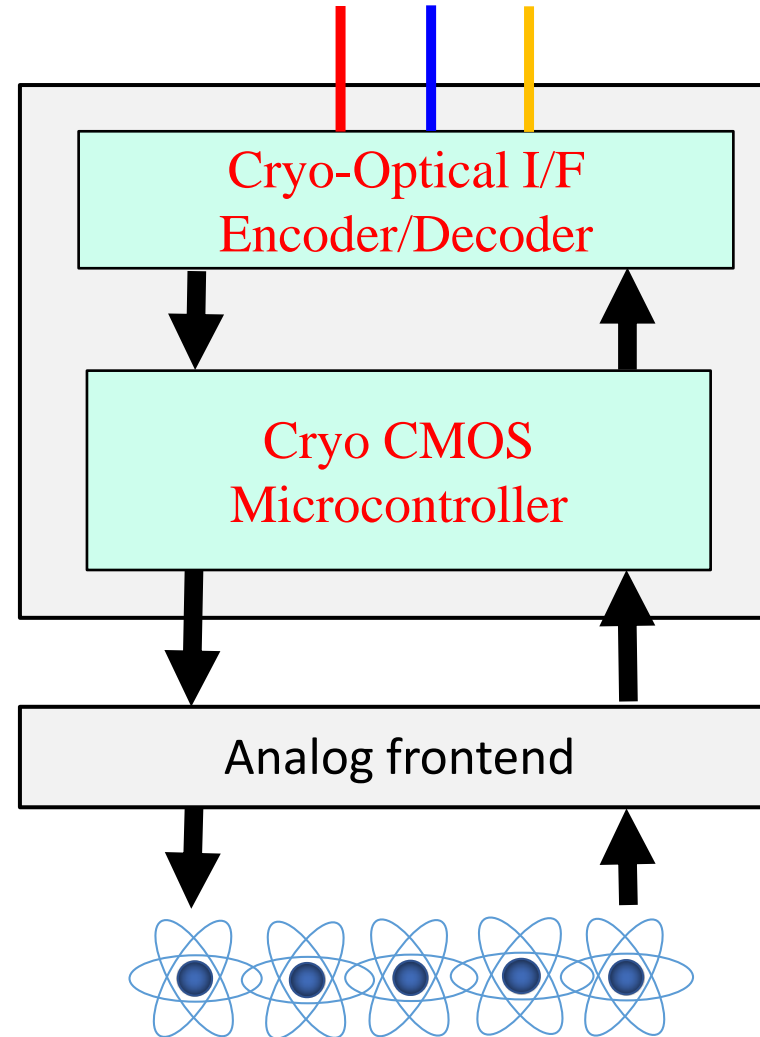 Cryo-Optical I/F
Encoder/Decoder
Cryo CMOS
Microcontroller
Analog frontend